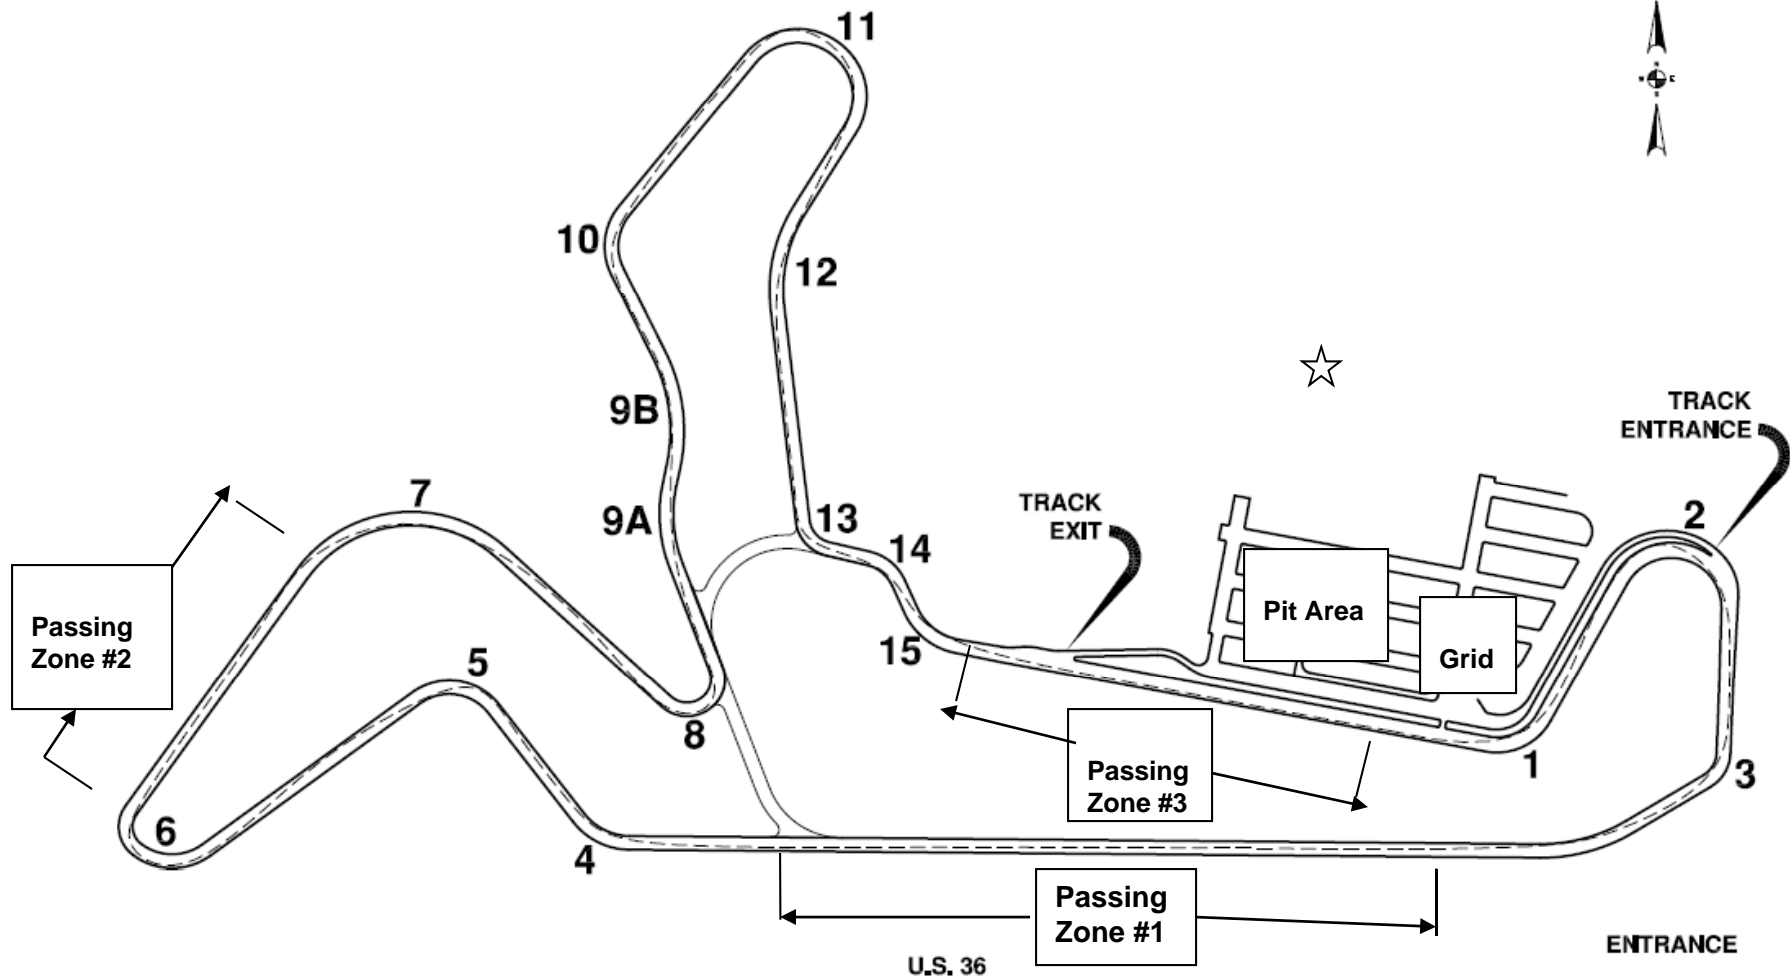 11
10
12
9B
TRACK
ENTRANCE
7
9A
13
TRACK
EXIT
14
2
Pit Area
Passing
Zone #2
5
15
Grid
8
1
3
Passing
Zone #3
6
4
Passing
Zone #1
ENTRANCE
U.S. 36